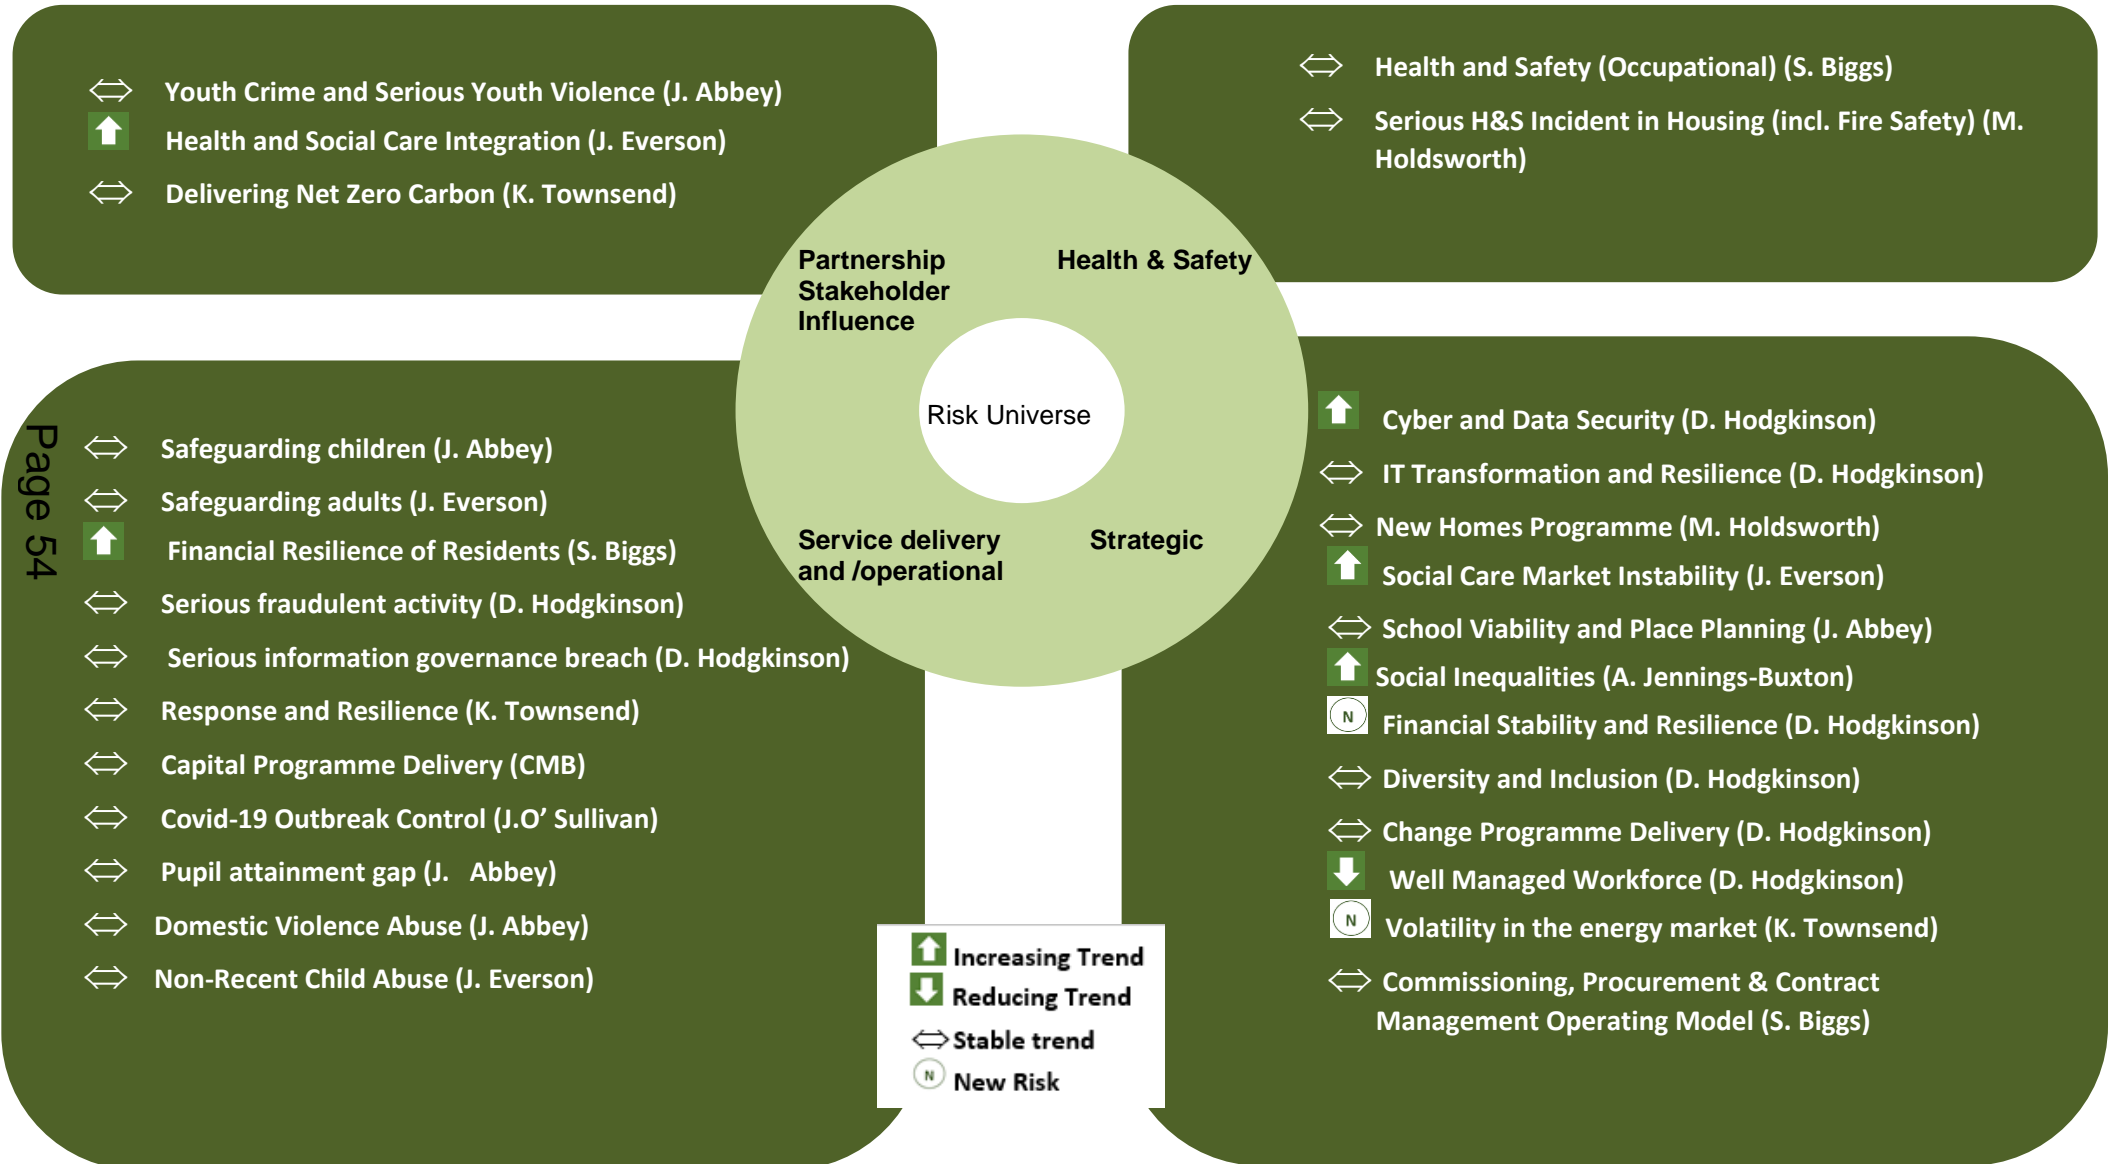 Youth Crime and Serious Youth Violence (J. Abbey)
Health and Social Care Integration (J. Everson)
Delivering Net Zero Carbon (K. Townsend)
Health and Safety (Occupational) (S. Biggs)
Serious H&S Incident in Housing (incl. Fire Safety) (M.
Holdsworth)
Partnership
Stakeholder
Influence
Health & Safety
Risk Universe
Service delivery
and /operational
Strategic
Page 54
Safeguarding children (J. Abbey)
Safeguarding adults (J. Everson)
Financial Resilience of Residents (S. Biggs)
Serious fraudulent activity (D. Hodgkinson)
Serious information governance breach (D. Hodgkinson)
Response and Resilience (K. Townsend)
Capital Programme Delivery (CMB)
Covid-19 Outbreak Control (J.O’ Sullivan)
Pupil attainment gap (J. Abbey)
Domestic Violence Abuse (J. Abbey)
Non-Recent Child Abuse (J. Everson)
Cyber and Data Security (D. Hodgkinson)
IT Transformation and Resilience (D. Hodgkinson)
New Homes Programme (M. Holdsworth)
Social Care Market Instability (J. Everson)
School Viability and Place Planning (J. Abbey)
Social Inequalities (A. Jennings-Buxton)
N Financial Stability and Resilience (D. Hodgkinson)
Diversity and Inclusion (D. Hodgkinson)
Change Programme Delivery (D. Hodgkinson)
Well Managed Workforce (D. Hodgkinson)
N Volatility in the energy market (K. Townsend)
Commissioning, Procurement & Contract
Management Operating Model (S. Biggs)
Increasing Trend
Reducing Trend
Stable trend
N New Risk